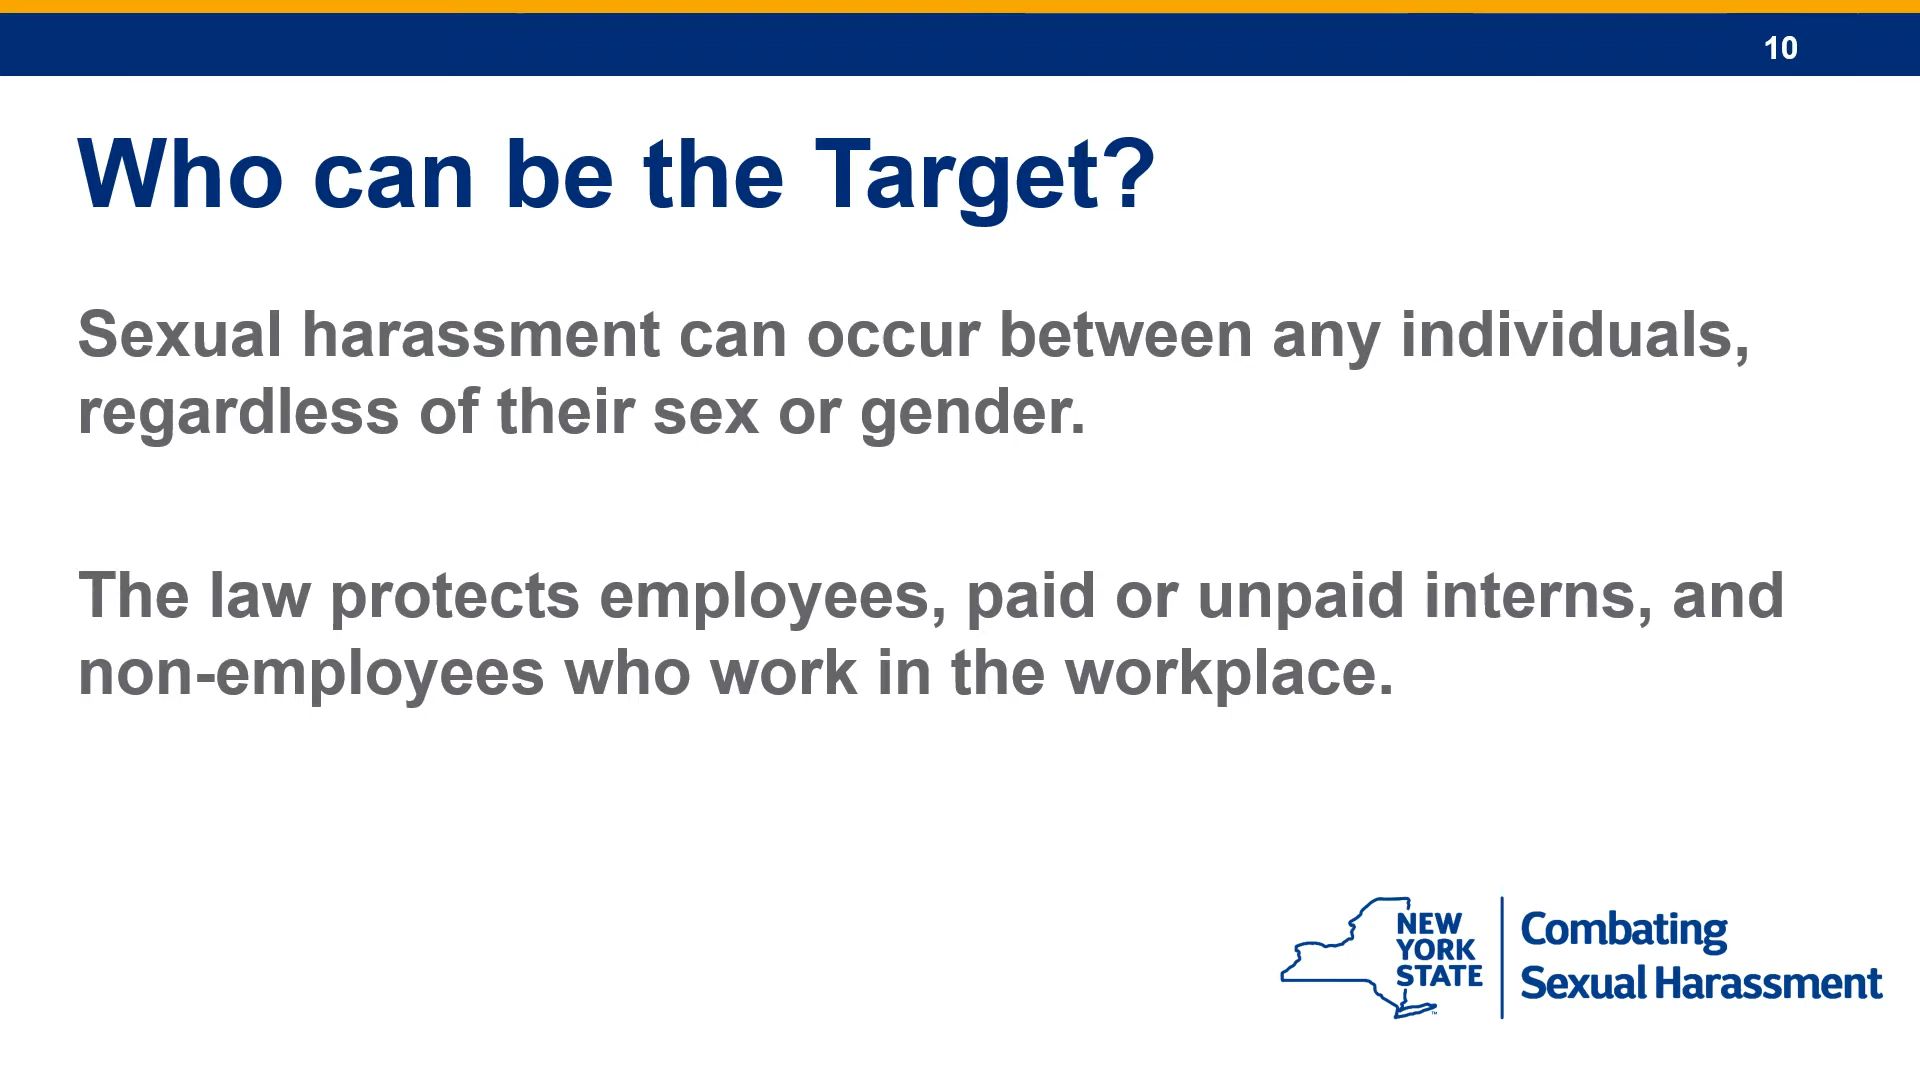 10
Who can be the Target?
Sexual harassment can occur between any individuals,
regardless of their sex or gender.
The law protects employees, paid or unpaid interns, and
non-employees who work in the workplace.
NEW
YORK
STATE
™
Combating
Sexual Harassment